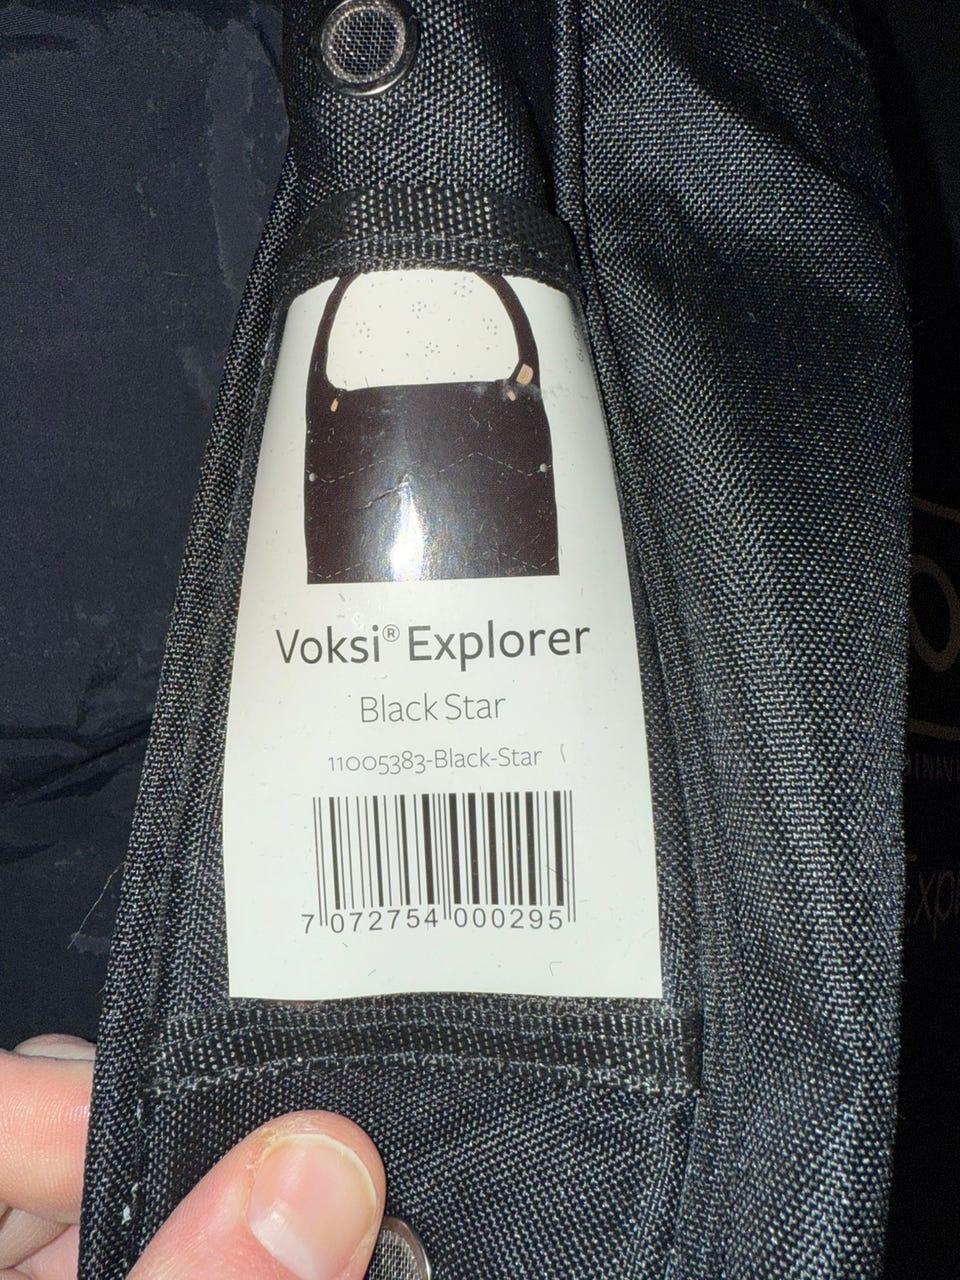 Voksi® Explorer
Black Star
11005383-Black-Star
7 072754 000295